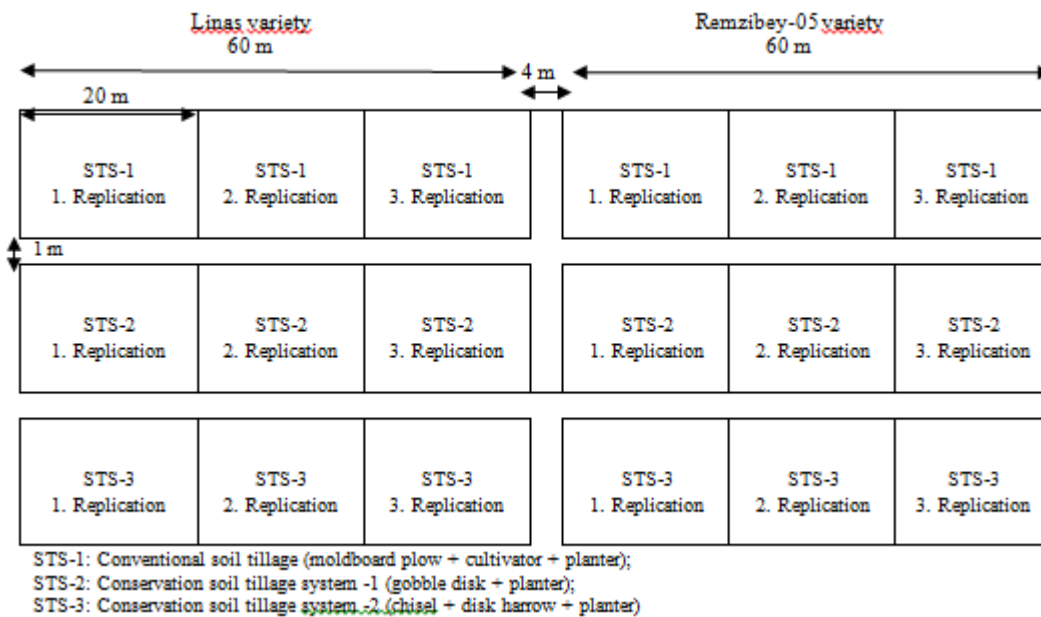 Linas variety
60 m
Remzibey-05 variety
60 m
4 m
20 m
STS-1
1. Replication
STS-1
2. Replication
STS-1
3. Replication
STS-1
1. Replication
STS-1
2. Replication
STS-1
3. Replication
1 m
STS-2
1. Replication
STS-2
2. Replication
STS-2
3. Replication
STS-2
1. Replication
STS-2
2. Replication
STS-2
3. Replication
STS-3
1. Replication
STS-3
2. Replication
STS-3
3. Replication
STS-3
1. Replication
STS-3
2. Replication
STS-3
3. Replication
STS-1: Conventional soil tillage (moldboard plow + cultivator + planter);
STS-2: Conservation soil tillage system -1 (gobble disk + planter);
STS-3: Conservation soil tillage system -2 (chisel + disk harrow + planter)